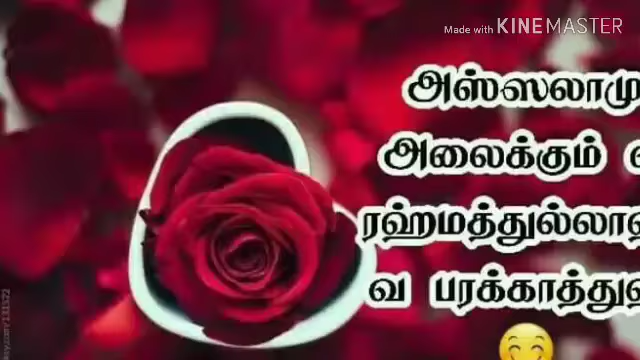 Made with KINEMASTER
அஸ்ஸலாமு
அலைக்கும்
ரஹ்மத்துல்லா
வ பரக்காத்து